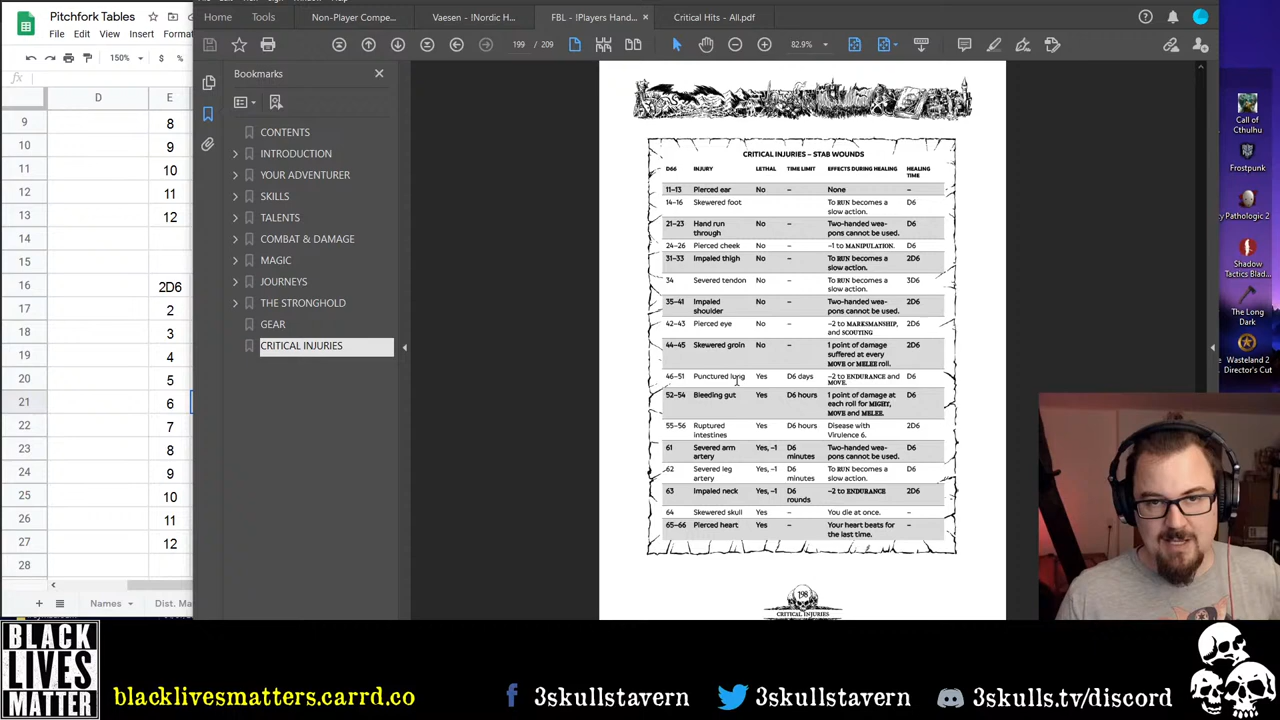 Pitchfork Tables
File Edit View Insert Format
150% $ %
fx
D E
9 8
10 9
11 10
12 11
13 12
14
15
16 2D6
17 2
18 3
19 4
20 5
21 6
22 7
23 8
24 9
25 10
26 11
27 12
28
Names Dist. Ma
Home Tools Non-Player Compe... Vaesen - !Nordic H... FBL - !Players Hand... × Critical Hits - All.pdf
199 / 209 82.9%
Bookmarks ×
CONTENTS
INTRODUCTION
YOUR ADVENTURER
SKILLS
TALENTS
COMBAT & DAMAGE
MAGIC
JOURNEYS
THE STRONGHOLD
GEAR
CRITICAL INJURIES
CRITICAL INJURIES – STAB WOUNDS
D66 INJURY LETHAL TIME LIMIT EFFECTS DURING HEALING HEALING
TIME
11–13 Pierced ear No – None –
14–16 Skewered foot To RUN becomes a D6
slow action.
21–23 Hand run No – Two-handed wea- D6
through pons cannot be used.
24–26 Pierced cheek No – –1 to MANIPULATION. D6
31–33 Impaled thigh No – To RUN becomes a 2D6
slow action.
34 Severed tendon No – To RUN becomes a 3D6
slow action.
35–41 Impaled No – Two-handed wea- 2D6
shoulder pons cannot be used.
42–43 Pierced eye No – –2 to MARKSMANSHIP, 2D6
and SCOUTING
44–45 Skewered groin No – 1 point of damage 2D6
suffered at every
MOVE or MELEE roll.
46–51 Punctured lung Yes D6 days –2 to ENDURANCE and D6
MOVE.
52–54 Bleeding gut Yes D6 hours 1 point of damage at D6
each roll for MIGHT,
MOVE and MELEE.
55–56 Ruptured Yes D6 hours Disease with 2D6
intestines Virulence 6.
61 Severed arm Yes, –1 D6 Two-handed wea- D6
artery minutes pons cannot be used.
62 Severed leg Yes, –1 D6 To RUN becomes a D6
artery minutes slow action.
63 Impaled neck Yes, –1 D6 –2 to ENDURANCE 2D6
rounds
64 Skewered skull Yes – You die at once. –
65–66 Pierced heart Yes – Your heart beats for –
the last time.
198
CRITICAL INJURIES
Call of
Cthulhu
Frostpunk
Pathologic 2
Shadow
Tactics Blad...
The Long
Dark
Wasteland 2
Director's Cut
BLACK
LIVES
MATTER
blacklivesmatters.carrd.co 3skullstavern 3skullstavern 3skulls.tv/discord